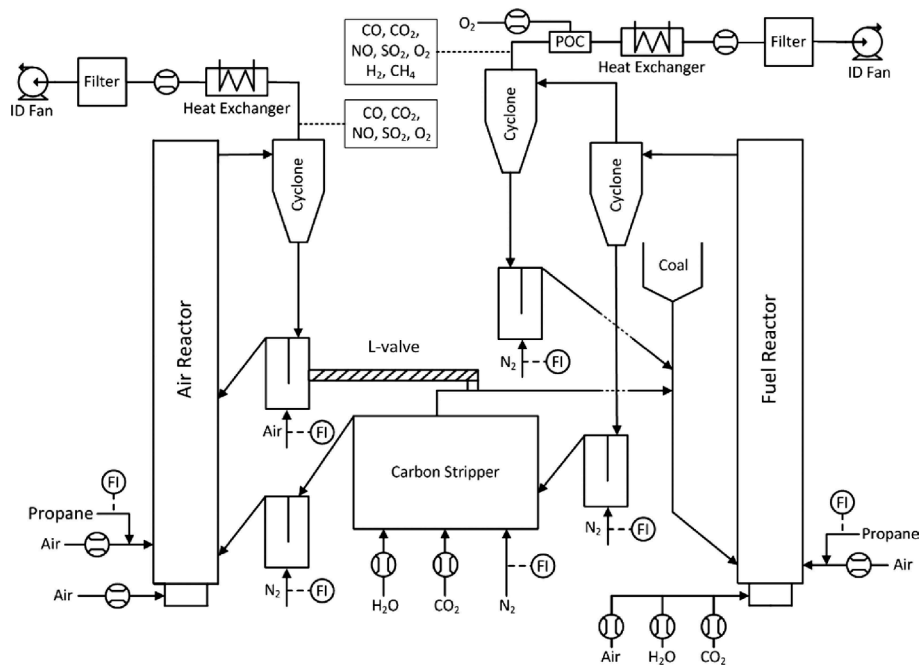 O₂
POC
CO, CO₂,
NO, SO₂, O₂
H₂, CH₄
Heat Exchanger
Filter
ID Fan
Filter
ID Fan
Heat Exchanger
CO, CO₂,
NO, SO₂, O₂
Cyclone
Cyclone
Cyclone
Coal
Air Reactor
Fuel Reactor
L-valve
N₂
FI
Air
FI
Carbon Stripper
N₂
FI
FI
Propane
Air
Air
N₂
FI
H₂O
CO₂
N₂
FI
FI
Propane
Air
Air
H₂O
CO₂